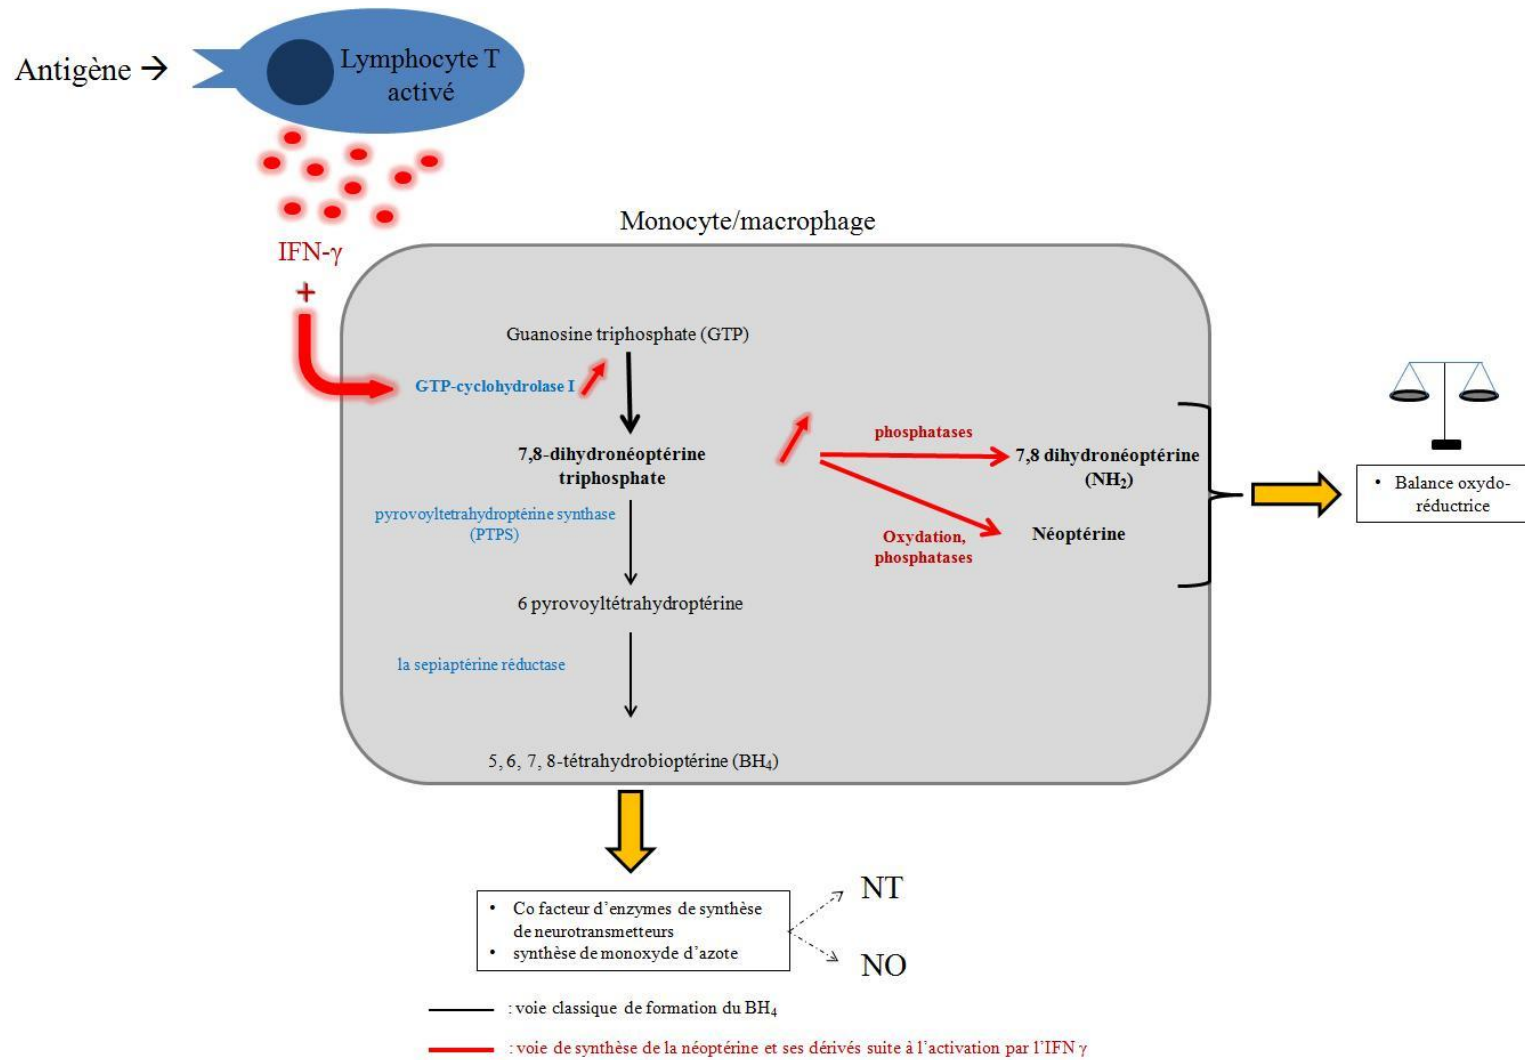 Antigène →
Lymphocyte T
activé
IFN-γ
+
Monocyte/macrophage
Guanosine triphosphate (GTP)
GTP-cyclohydrolase I
7,8-dihydronéoptérine
triphosphate
phosphatases
7,8 dihydronéoptérine
(NH₂)
Oxydation,
phosphatases
Néoptérine
• Balance oxydo-
réductrice
pyrovoyltetrahydroptérine synthase
(PTPS)
6 pyrovoyltétrahydroptérine
la sepiaptérine réductase
5, 6, 7, 8-tétrahydrobioptérine (BH₄)
• Co facteur d’enzymes de synthèse
de neurotransmetteurs
• synthèse de monoxyde d’azote
NT
NO
: voie classique de formation du BH₄
: voie de synthèse de la néoptérine et ses dérivés suite à l’activation par l’IFN γ